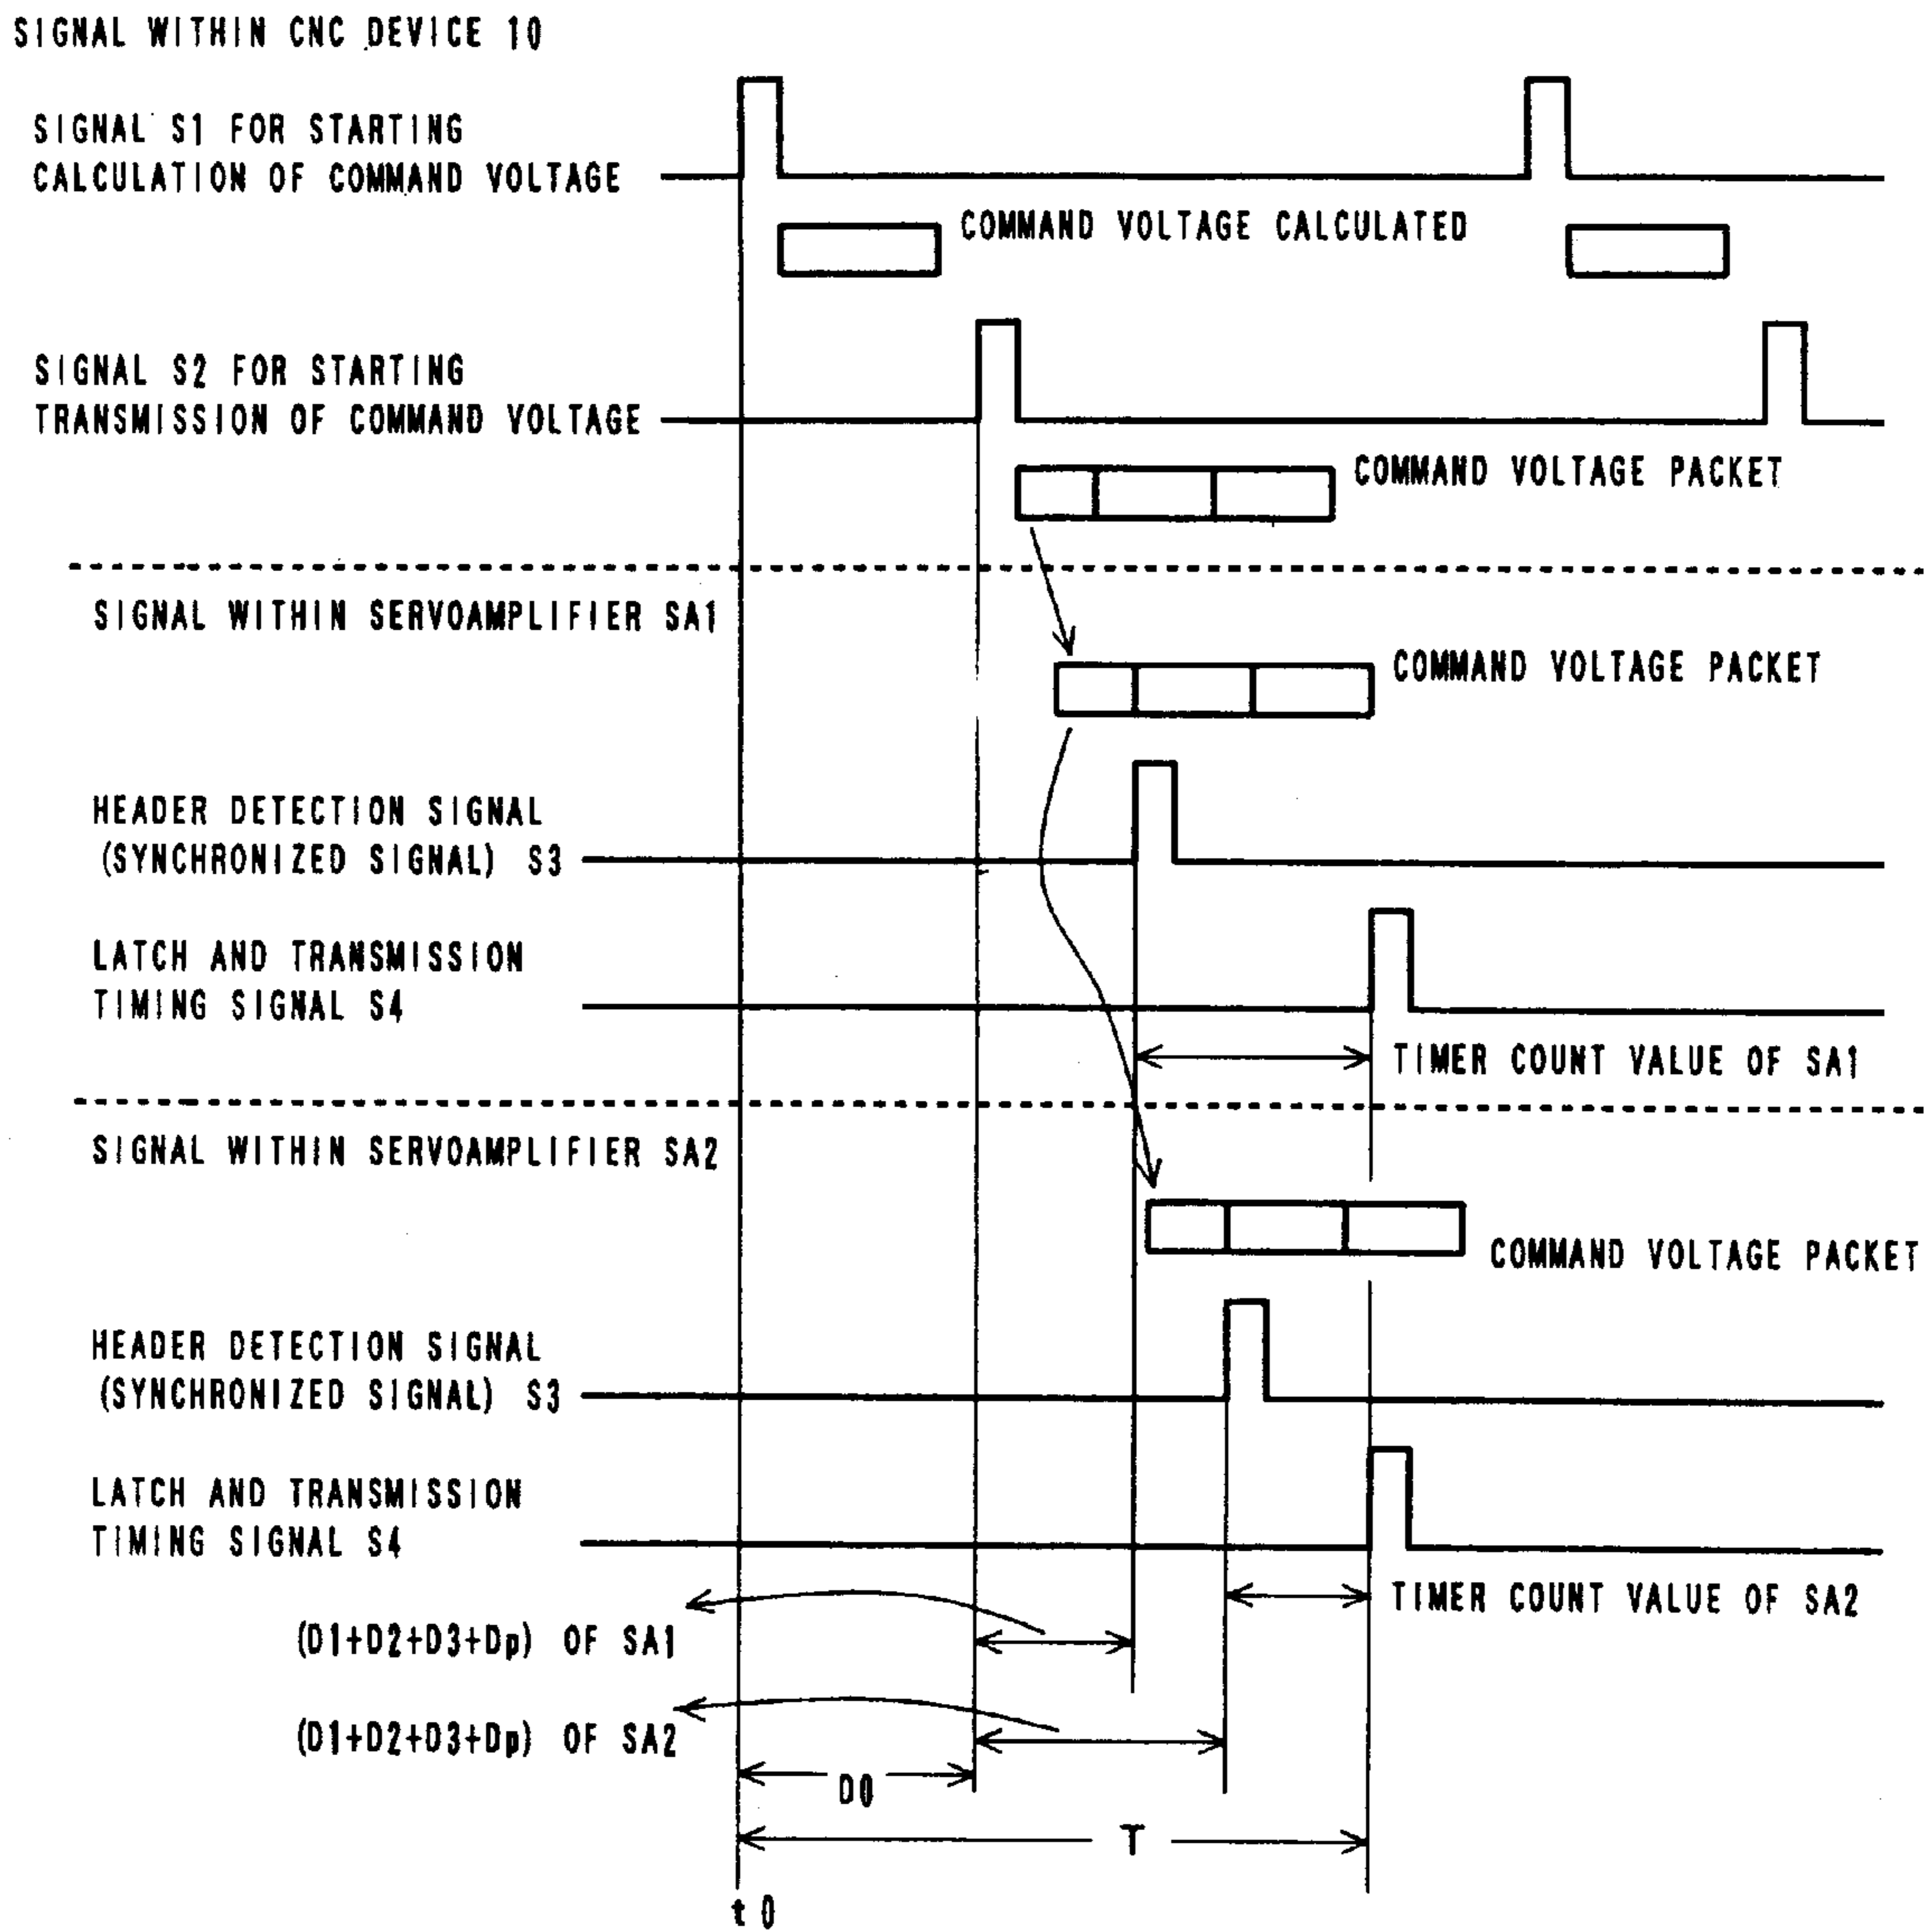 SIGNAL WITHIN CNC DEVICE 10
SIGNAL S1 FOR STARTING
CALCULATION OF COMMAND VOLTAGE
COMMAND VOLTAGE CALCULATED
SIGNAL S2 FOR STARTING
TRANSMISSION OF COMMAND VOLTAGE
COMMAND VOLTAGE PACKET
SIGNAL WITHIN SERVOAMPLIFIER SA1
COMMAND VOLTAGE PACKET
HEADER DETECTION SIGNAL
(SYNCHRONIZED SIGNAL) S3
LATCH AND TRANSMISSION
TIMING SIGNAL S4
TIMER COUNT VALUE OF SA1
SIGNAL WITHIN SERVOAMPLIFIER SA2
COMMAND VOLTAGE PACKET
HEADER DETECTION SIGNAL
(SYNCHRONIZED SIGNAL) S3
LATCH AND TRANSMISSION
TIMING SIGNAL S4
TIMER COUNT VALUE OF SA2
(D1+D2+D3+Dp) OF SA1
(D1+D2+D3+Dp) OF SA2
D0
T
t0